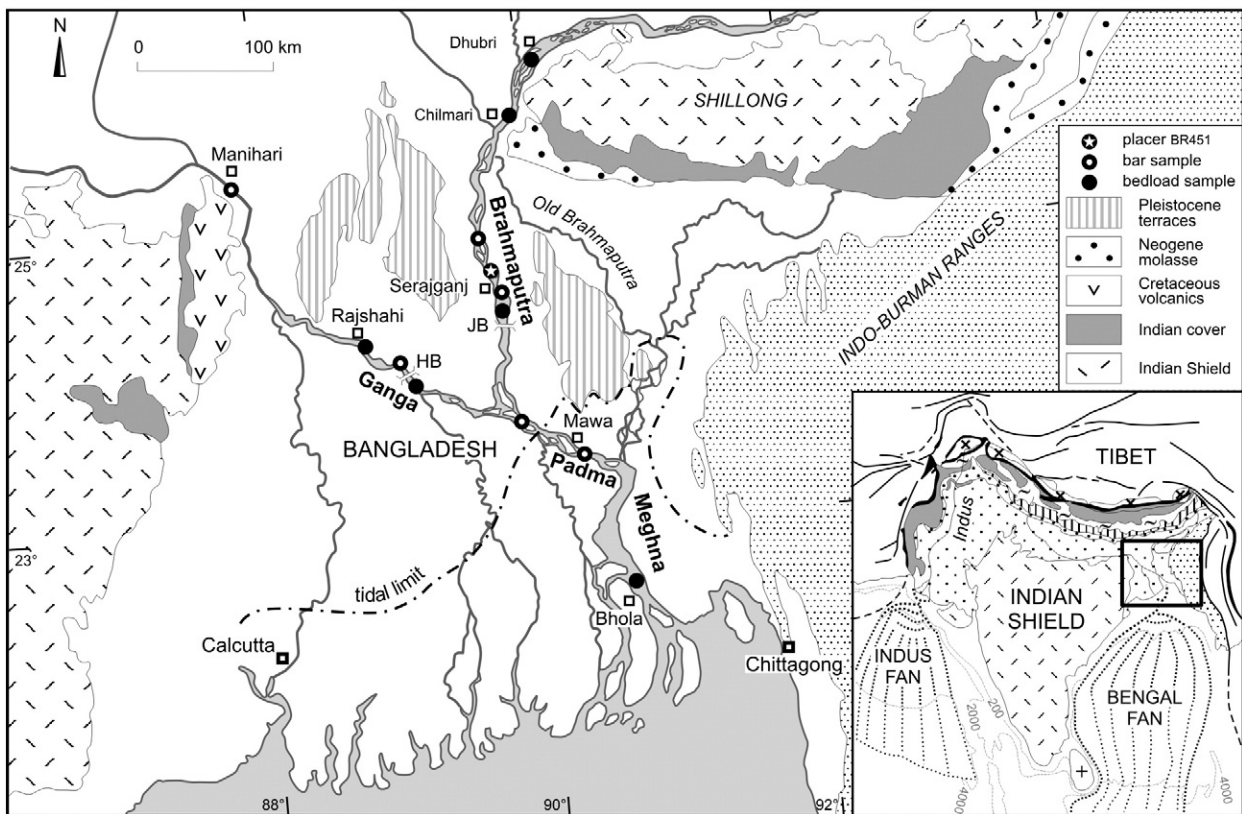 N
0
100 km
Dhubri
SHILLONG
Chilmari
Manihari
Brahmaputra
Old Brahmaputra
placer BR451
bar sample
bedload sample
Pleistocene
terraces
Neogene
molasse
Cretaceous
volcanics
Indian cover
Indian Shield
INDO-BURMAN RANGES
25°
Serajganj
Rajshahi
JB
HB
Ganga
BANGLADESH
Mawa
Padma
Meghna
23°
tidal limit
Bhola
Calcutta
Chittagong
88°
90°
92°
TIBET
Indus
INDIAN
SHIELD
INDUS
FAN
BENGAL
FAN
200
2000
4000
4000